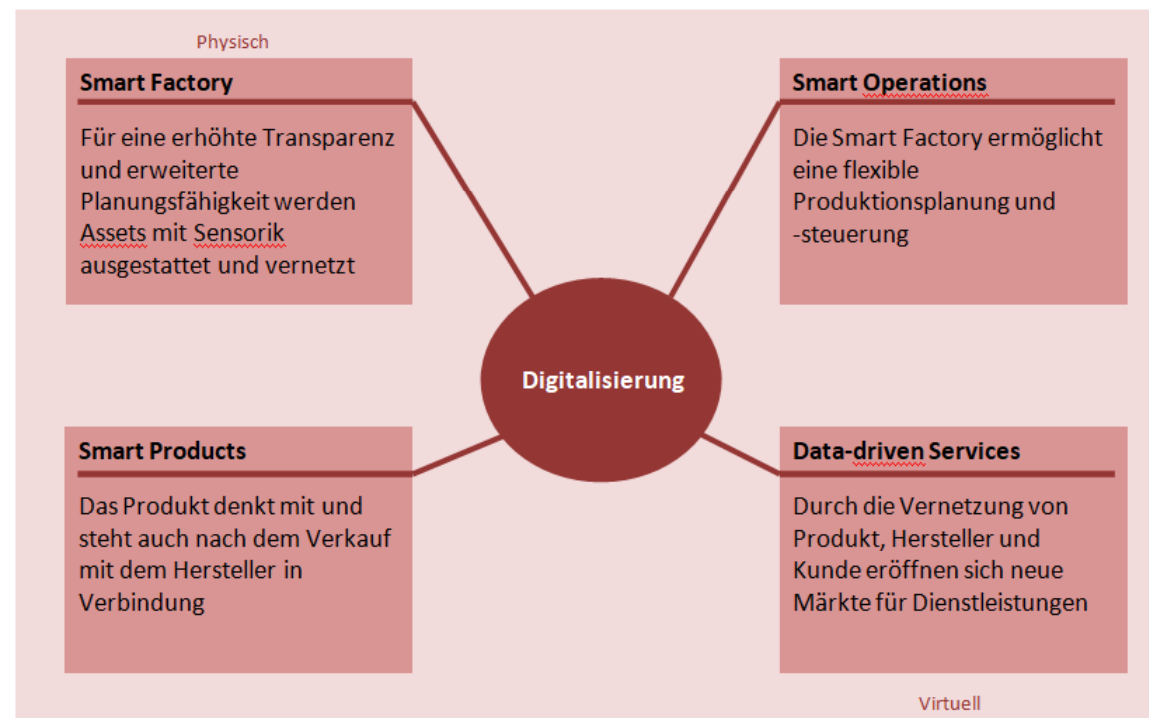 Physisch
Smart Factory
Für eine erhöhte Transparenz
und erweiterte
Planungsfähigkeit werden
Assets mit Sensorik
ausgestattet und vernetzt
Smart Operations
Die Smart Factory ermöglicht
eine flexible
Produktionsplanung und
-steuerung
Digitalisierung
Smart Products
Das Produkt denkt mit und
steht auch nach dem Verkauf
mit dem Hersteller in
Verbindung
Data-driven Services
Durch die Vernetzung von
Produkt, Hersteller und
Kunde eröffnen sich neue
Märkte für Dienstleistungen
Virtuell